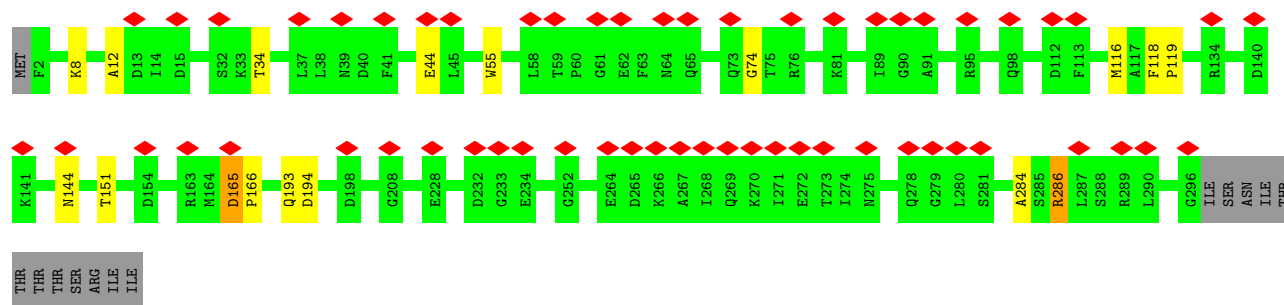 MET F2 K8 A12 D13 I14 D15 S32 K33 T34 L37 L38 N39 D40 F41 E44 L45 W55 L58 T59 P60 G61 E62 F63 N64 Q65 Q73 G74 T75 R76 K81 I89 G90 A91 R95 Q98 D112 F113 M116 A117 F118 P119 R134 D140
K141 N144 T151 D154 R163 M164 D165 P166 Q193 D194 D198 G208 E228 D232 G233 E234 G252 E264 D265 K266 A267 I268 Q269 K270 I271 E272 T273 I274 N275 Q278 G279 L280 S281 A284 S285 R286 L287 S288 R289 L290 G296 ILE SER ASN ILE THR
THR THR THR SER ARG ILE ILE